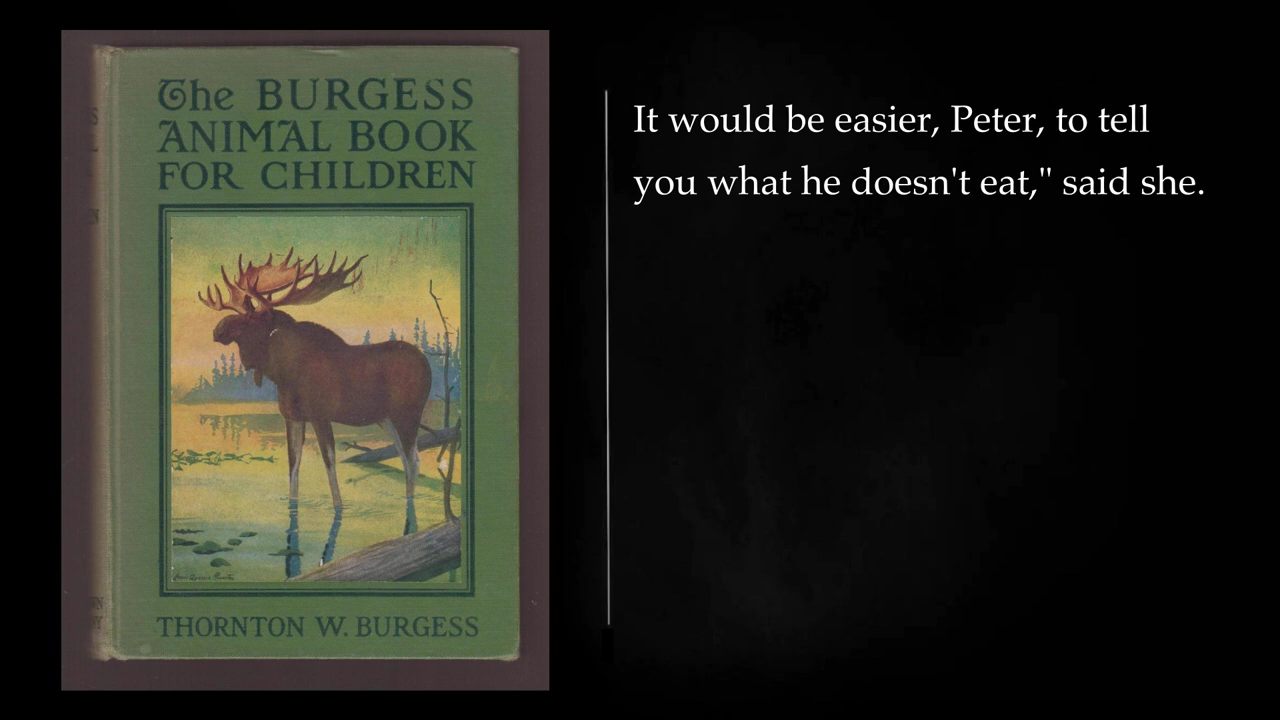 The BURGESS
ANIMAL BOOK
FOR CHILDREN
THORNTON W. BURGESS
It would be easier, Peter, to tell
you what he doesn't eat," said she.